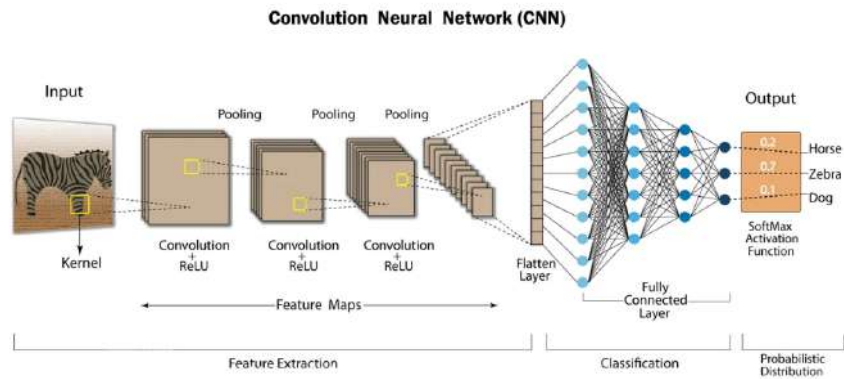 Convolution Neural Network (CNN)
Input
Kernel
Pooling
Pooling
Pooling
Convolution
+
ReLU
Convolution
+
ReLU
Convolution
+
ReLU
Feature Maps
Flatten
Layer
Fully
Connected
Layer
Output
0.2
0.7
0.1
Horse
Zebra
Dog
SoftMax
Activation
Function
Feature Extraction
Classification
Probabilistic
Distribution